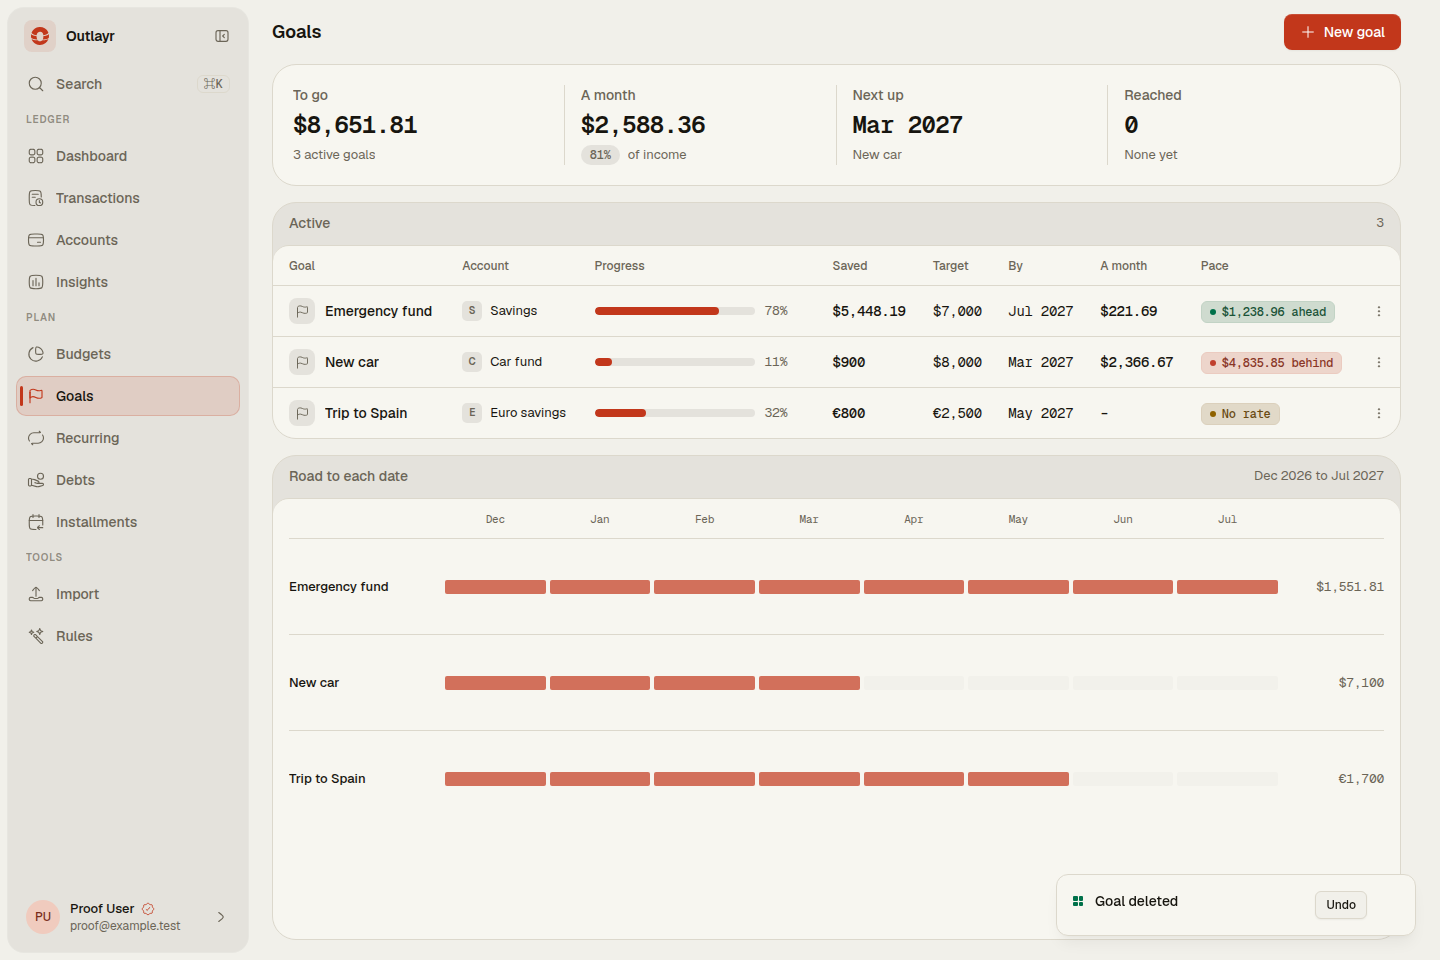 Outlayr
Search ⌘K
LEDGER
Dashboard
Transactions
Accounts
Insights
PLAN
Budgets
Goals
Recurring
Debts
Installments
TOOLS
Import
Rules
PU
Proof User
proof@example.test
Goals
New goal
To go
$8,651.81
3 active goals
A month
$2,588.36
81% of income
Next up
Mar 2027
New car
Reached
0
None yet
Active 3
Goal Account Progress Saved Target By A month Pace
Emergency fund S Savings 78% $5,448.19 $7,000 Jul 2027 $221.69 $1,238.96 ahead
New car C Car fund 11% $900 $8,000 Mar 2027 $2,366.67 $4,835.85 behind
Trip to Spain E Euro savings 32% €800 €2,500 May 2027 – No rate
Road to each date Dec 2026 to Jul 2027
Dec Jan Feb Mar Apr May Jun Jul
Emergency fund $1,551.81
New car $7,100
Trip to Spain €1,700
Goal deleted Undo